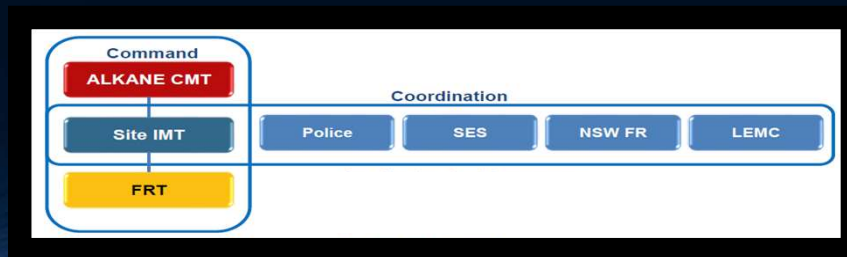 Command
ALKANE CMT
Coordination
Site IMT
Police
SES
NSW FR
LEMC
FRT